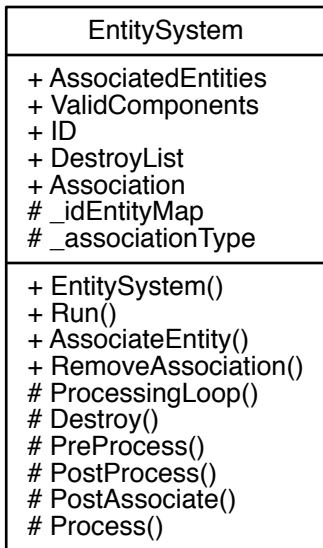 EntitySystem
+ AssociatedEntities
+ ValidComponents
+ ID
+ DestroyList
+ Association
# _idEntityMap
# _associationType
+ EntitySystem()
+ Run()
+ AssociateEntity()
+ RemoveAssociation()
# ProcessingLoop()
# Destroy()
# PreProcess()
# PostProcess()
# PostAssociate()
# Process()